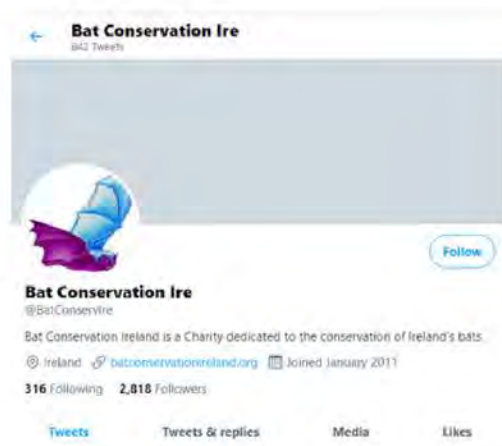 Bat Conservation Ire
842 Tweets
Follow
Bat Conservation Ire
@BatConservIre
Bat Conservation Ireland is a Charity dedicated to the conservation of Ireland's bats.
Ireland batconservationireland.org Joined January 2011
316 Following 2,818 Followers
Tweets Tweets & replies Media Likes